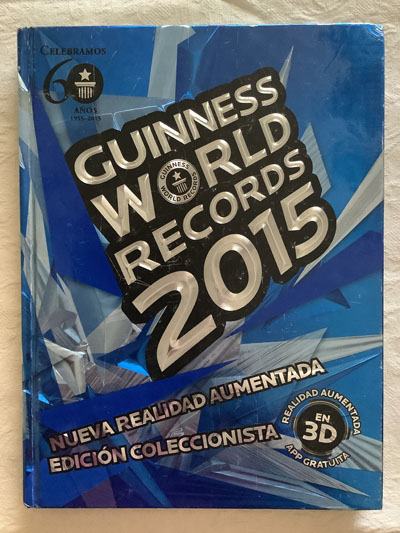 CELEBRAMOS
60
AÑOS
1955-2015
GUINNESS
WORLD
RECORDS
2015
GUINNESS
WORLD RECORDS
NUEVA REALIDAD AUMENTADA
EDICIÓN COLECCIONISTA
REALIDAD AUMENTADA
EN
3D
APP GRATUITA